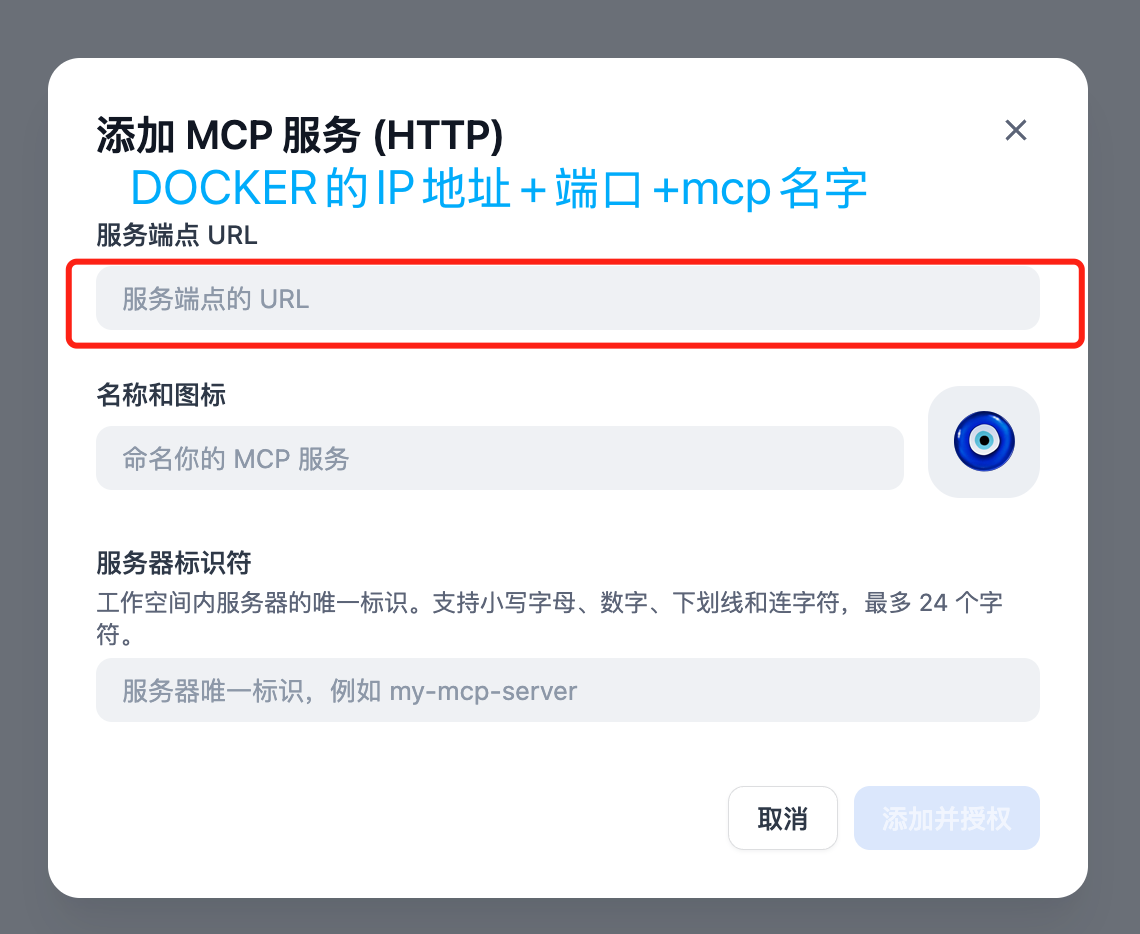 添加 MCP 服务 (HTTP)
DOCKER的IP地址+端口+mcp名字
服务端点 URL
服务端点的 URL
名称和图标
命名你的 MCP 服务
服务器标识符
工作空间内服务器的唯一标识。支持小写字母、数字、下划线和连字符，最多 24 个字
符。
服务器唯一标识，例如 my-mcp-server
取消
添加并授权